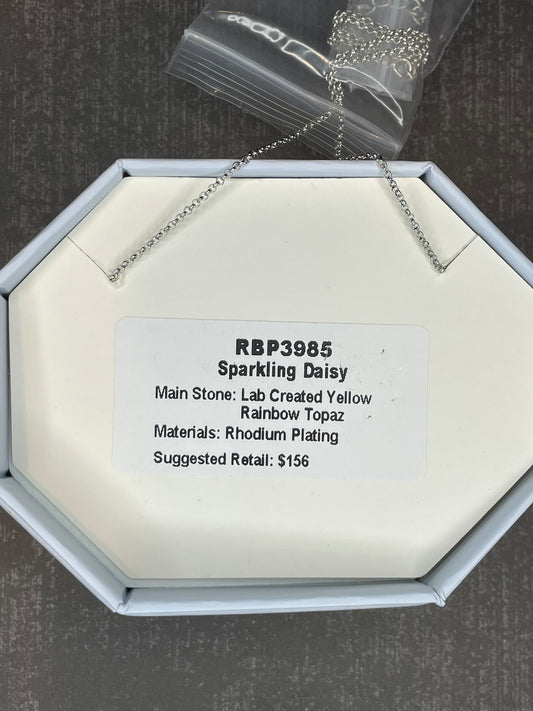 RBP3985
Sparkling Daisy
Main Stone: Lab Created Yellow
Rainbow Topaz
Materials: Rhodium Plating
Suggested Retail: $156